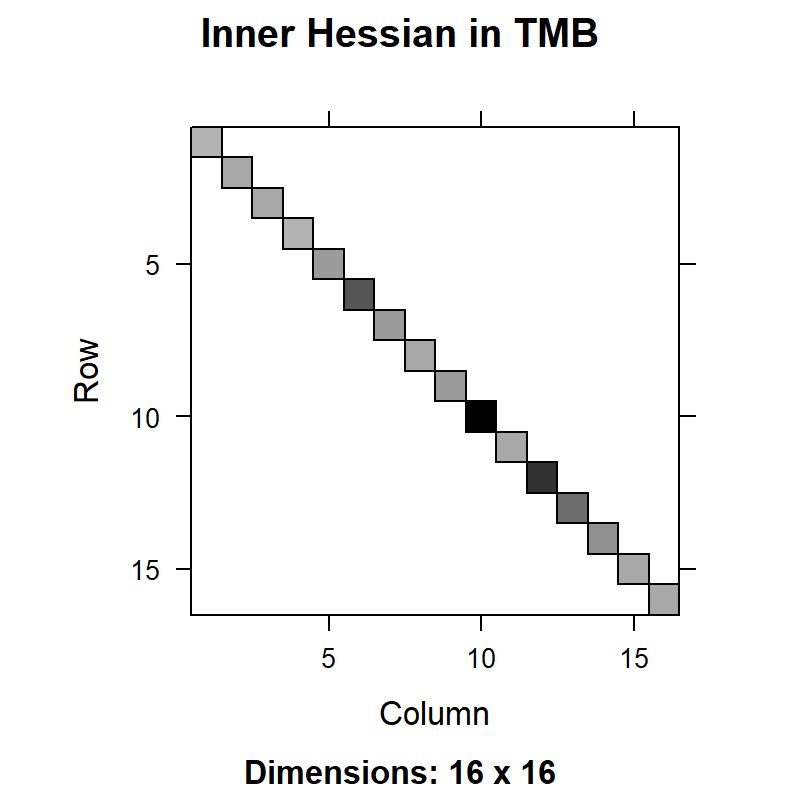 Inner Hessian in TMB
5
10
15
Row
5 10 15
Column
Dimensions: 16 x 16